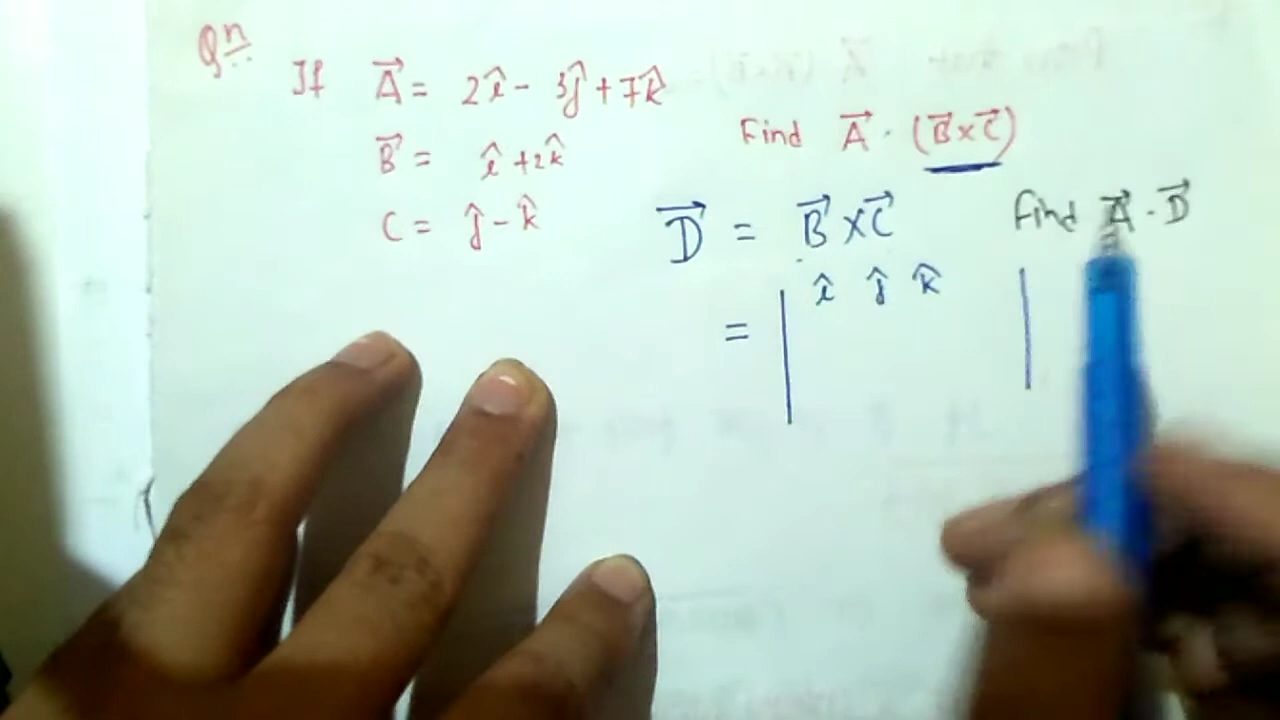 Qn
If A⃗ = 2î - 3ĵ + 7k̂
B⃗ = î + 2k̂
C = ĵ - k̂
Find A⃗ · (B⃗ x C⃗)
D⃗ = B⃗ x C⃗
Find A⃗ · D⃗
= | î ĵ k̂ |